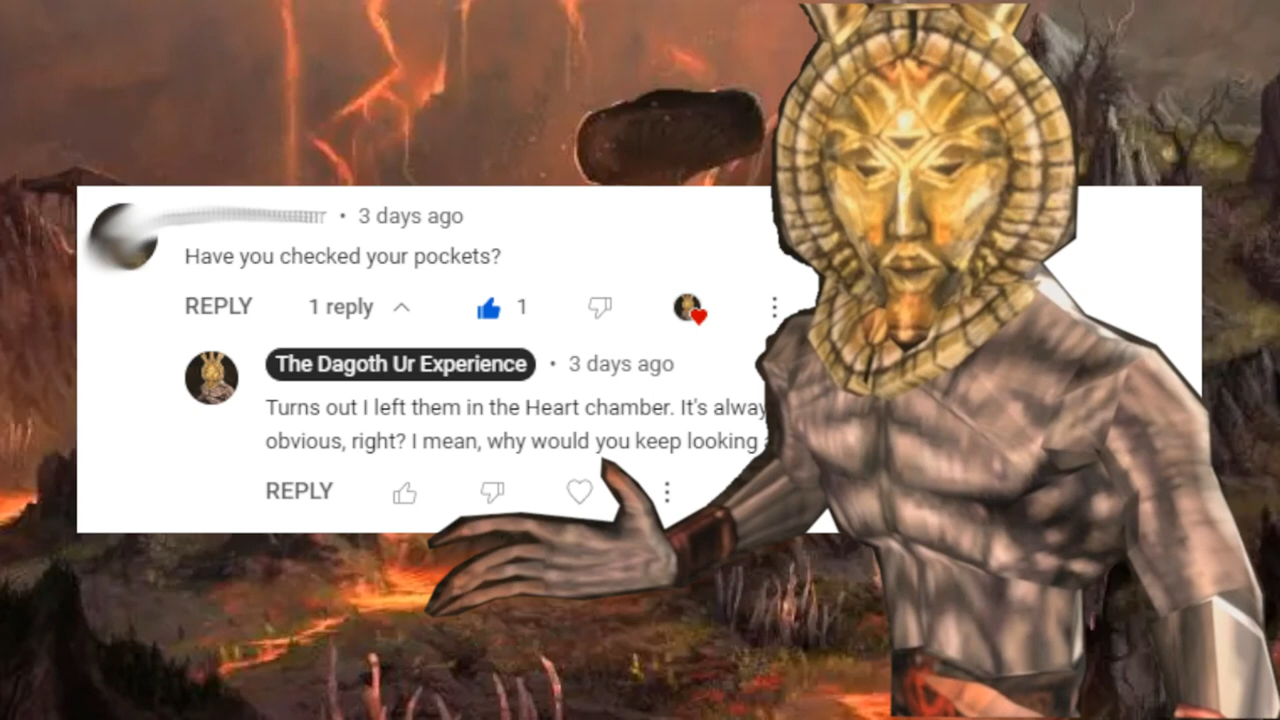 • 3 days ago
Have you checked your pockets?
REPLY 1 reply 1
The Dagoth Ur Experience • 3 days ago
Turns out I left them in the Heart chamber. It's
obvious, right? I mean, why would you keep looking
REPLY